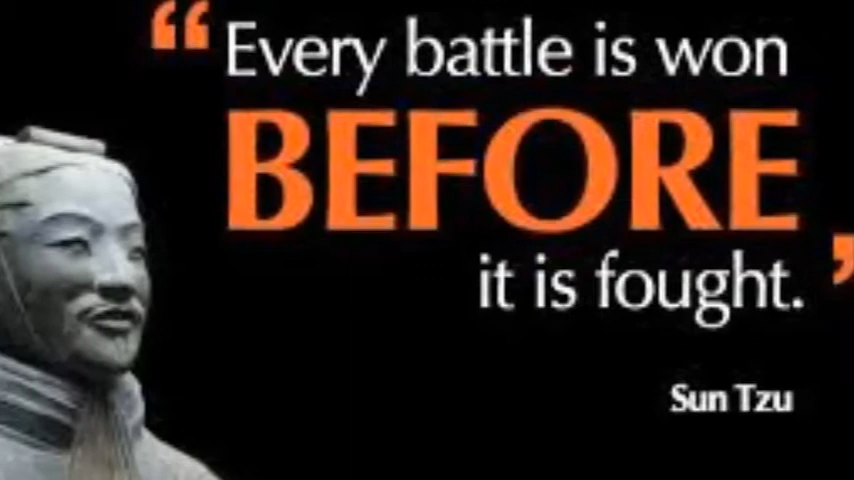 “Every battle is won
BEFORE
it is fought.”
Sun Tzu